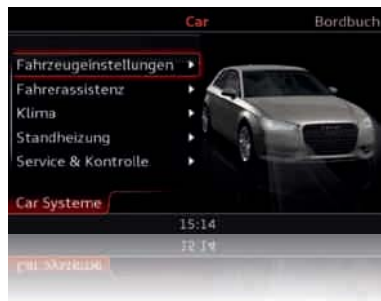 Car Bordbuch
Fahrzeugeinstellungen
Fahrerassistenz
Klima
Standheizung
Service & Kontrolle
Car Systeme
15:14